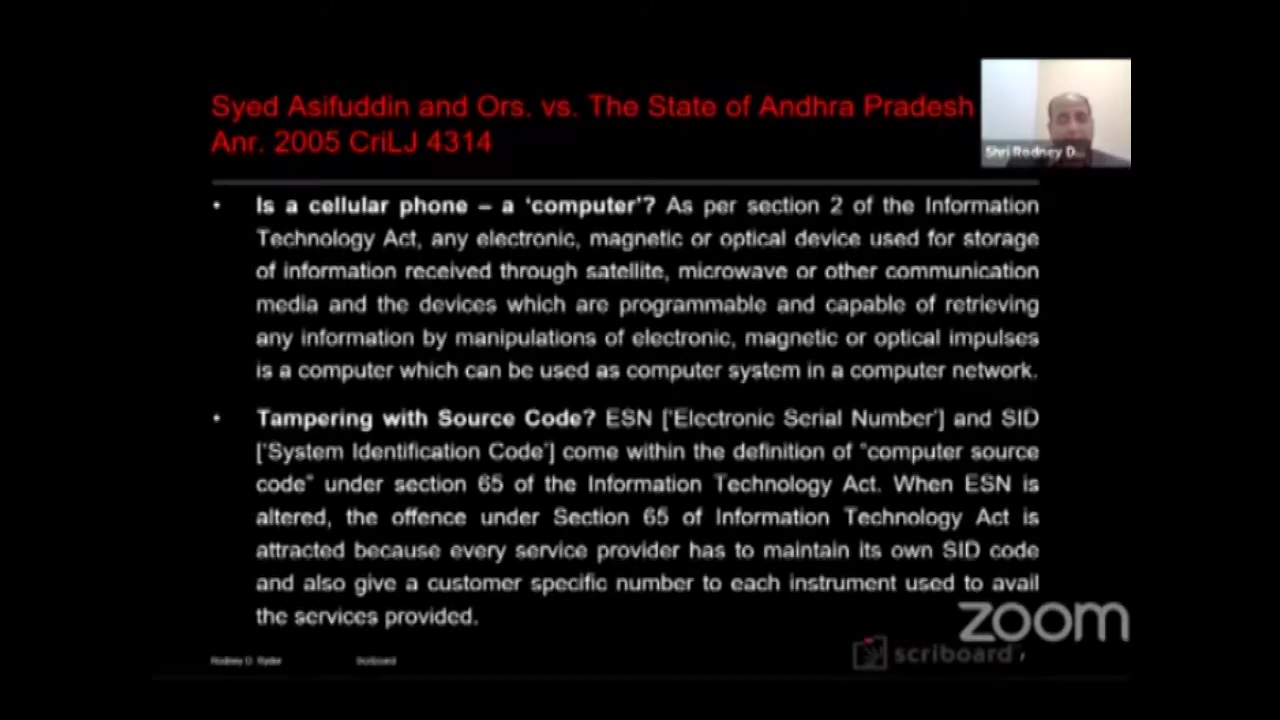 Syed Asifuddin and Ors. vs. The State of Andhra Pradesh
Anr. 2005 CriLJ 4314
Shri Rodney D...
• Is a cellular phone – a ‘computer’? As per section 2 of the Information
Technology Act, any electronic, magnetic or optical device used for storage
of information received through satellite, microwave or other communication
media and the devices which are programmable and capable of retrieving
any information by manipulations of electronic, magnetic or optical impulses
is a computer which can be used as computer system in a computer network.
• Tampering with Source Code? ESN ['Electronic Serial Number'] and SID
['System Identification Code'] come within the definition of "computer source
code" under section 65 of the Information Technology Act. When ESN is
altered, the offence under Section 65 of Information Technology Act is
attracted because every service provider has to maintain its own SID code
and also give a customer specific number to each instrument used to avail
the services provided.
zoom
scriboard
Rodney D. Ryder
Scriboard